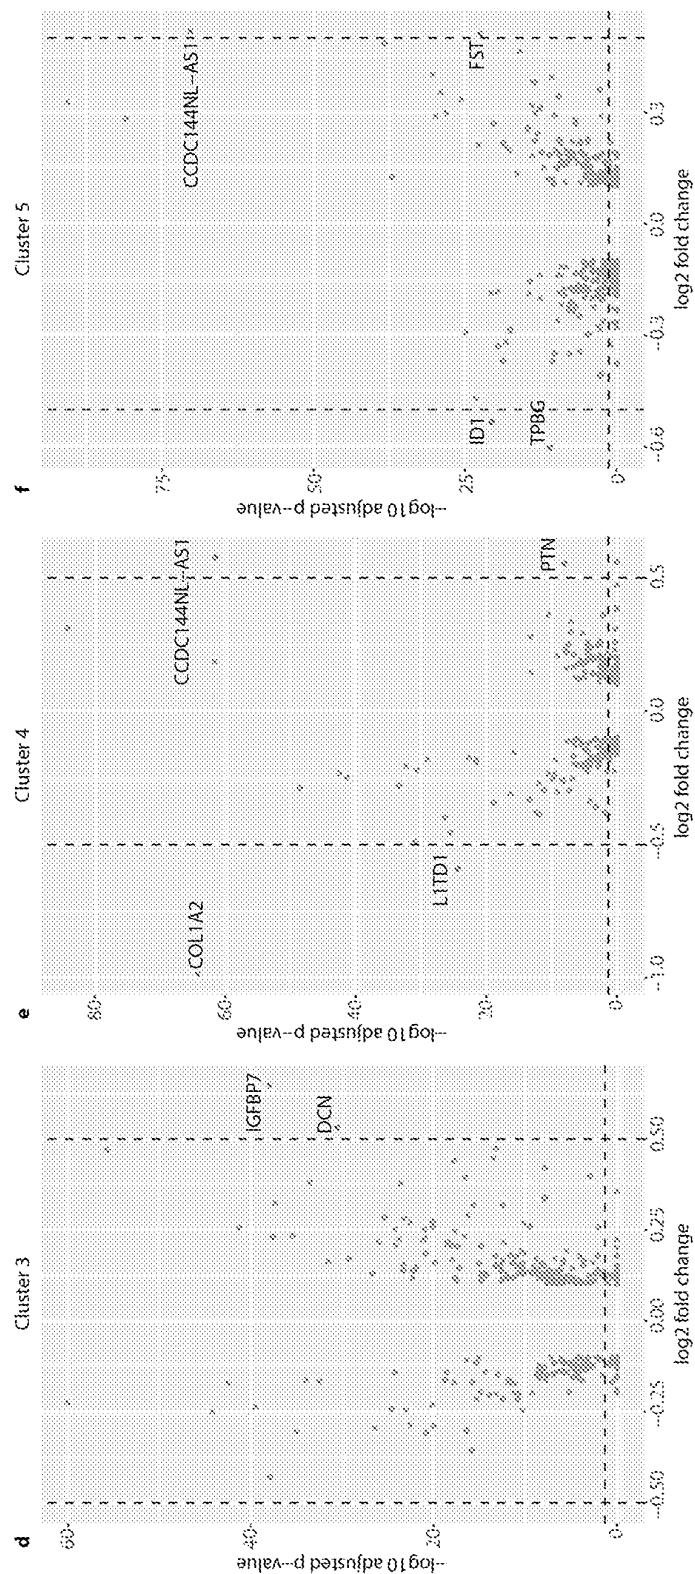 d
Cluster 3
--log10 adjusted p--value
60-
40-
20-
0-
IGFBP7
DCN
--0.50
--0.25
0.00
0.25
0.50
log2 fold change
e
Cluster 4
--log10 adjusted p--value
80-
60-
40-
20-
0-
COL1A2
CCDC144NL--AS1
L1TD1
PTN
--1.0
--0.5
0.0
0.5
log2 fold change
f
Cluster 5
--log10 adjusted p--value
75-
50-
25-
0-
CCDC144NL--AS1
FST
ID1
TPBG
--0.6
--0.3
0.0
0.3
log2 fold change